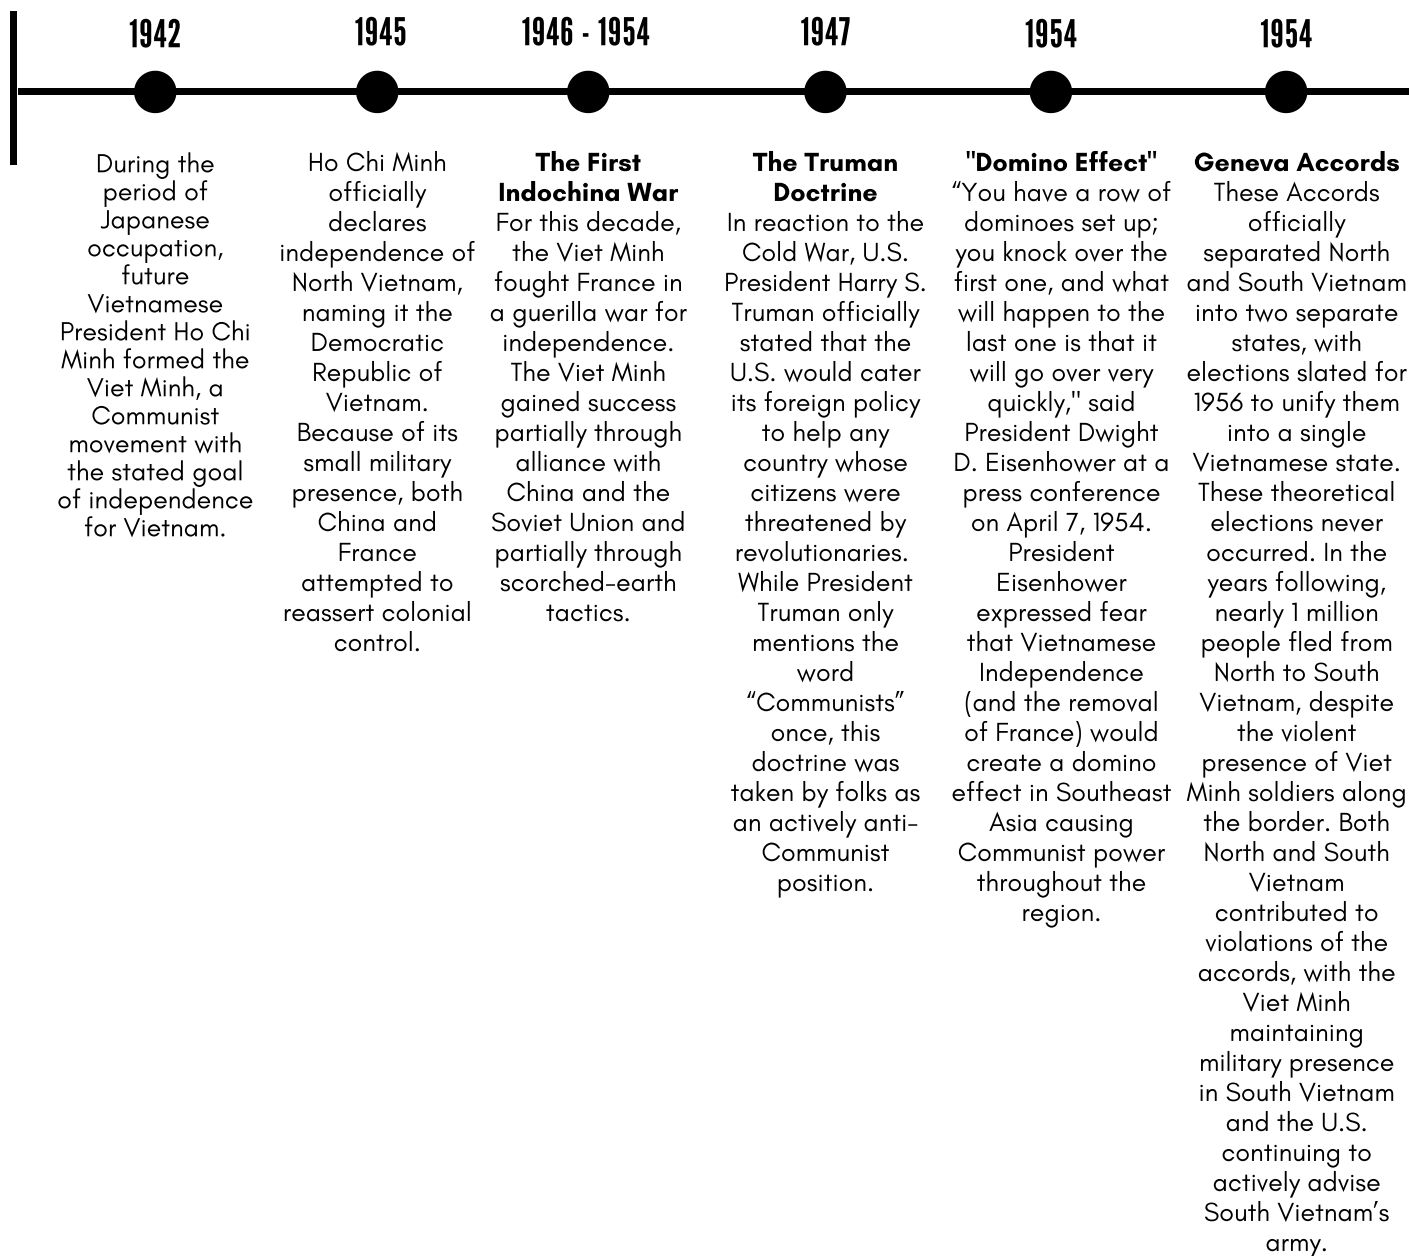 1942
During the
period of
Japanese
occupation,
future
Vietnamese
President Ho Chi
Minh formed the
Viet Minh, a
Communist
movement with
the stated goal
of independence
for Vietnam.
1945
Ho Chi Minh
officially
declares
independence of
North Vietnam,
naming it the
Democratic
Republic of
Vietnam.
Because of its
small military
presence, both
China and
France
attempted to
reassert colonial
control.
1946 - 1954
The First
Indochina War
For this decade,
the Viet Minh
fought France in
a guerilla war for
independence.
The Viet Minh
gained success
partially through
alliance with
China and the
Soviet Union and
partially through
scorched-earth
tactics.
1947
The Truman
Doctrine
In reaction to the
Cold War, U.S.
President Harry S.
Truman officially
stated that the
U.S. would cater
its foreign policy
to help any
country whose
citizens were
threatened by
revolutionaries.
While President
Truman only
mentions the
word
“Communists”
once, this
doctrine was
taken by folks as
an actively anti-
Communist
position.
1954
"Domino Effect"
“You have a row of
dominoes set up;
you knock over the
first one, and what
will happen to the
last one is that it
will go over very
quickly," said
President Dwight
D. Eisenhower at a
press conference
on April 7, 1954.
President
Eisenhower
expressed fear
that Vietnamese
Independence
(and the removal
of France) would
create a domino
effect in Southeast
Asia causing
Communist power
throughout the
region.
1954
Geneva Accords
These Accords
officially
separated North
and South Vietnam
into two separate
states, with
elections slated for
1956 to unify them
into a single
Vietnamese state.
These theoretical
elections never
occurred. In the
years following,
nearly 1 million
people fled from
North to South
Vietnam, despite
the violent
presence of Viet
Minh soldiers along
the border. Both
North and South
Vietnam
contributed to
violations of the
accords, with the
Viet Minh
maintaining
military presence
in South Vietnam
and the U.S.
continuing to
actively advise
South Vietnam’s
army.